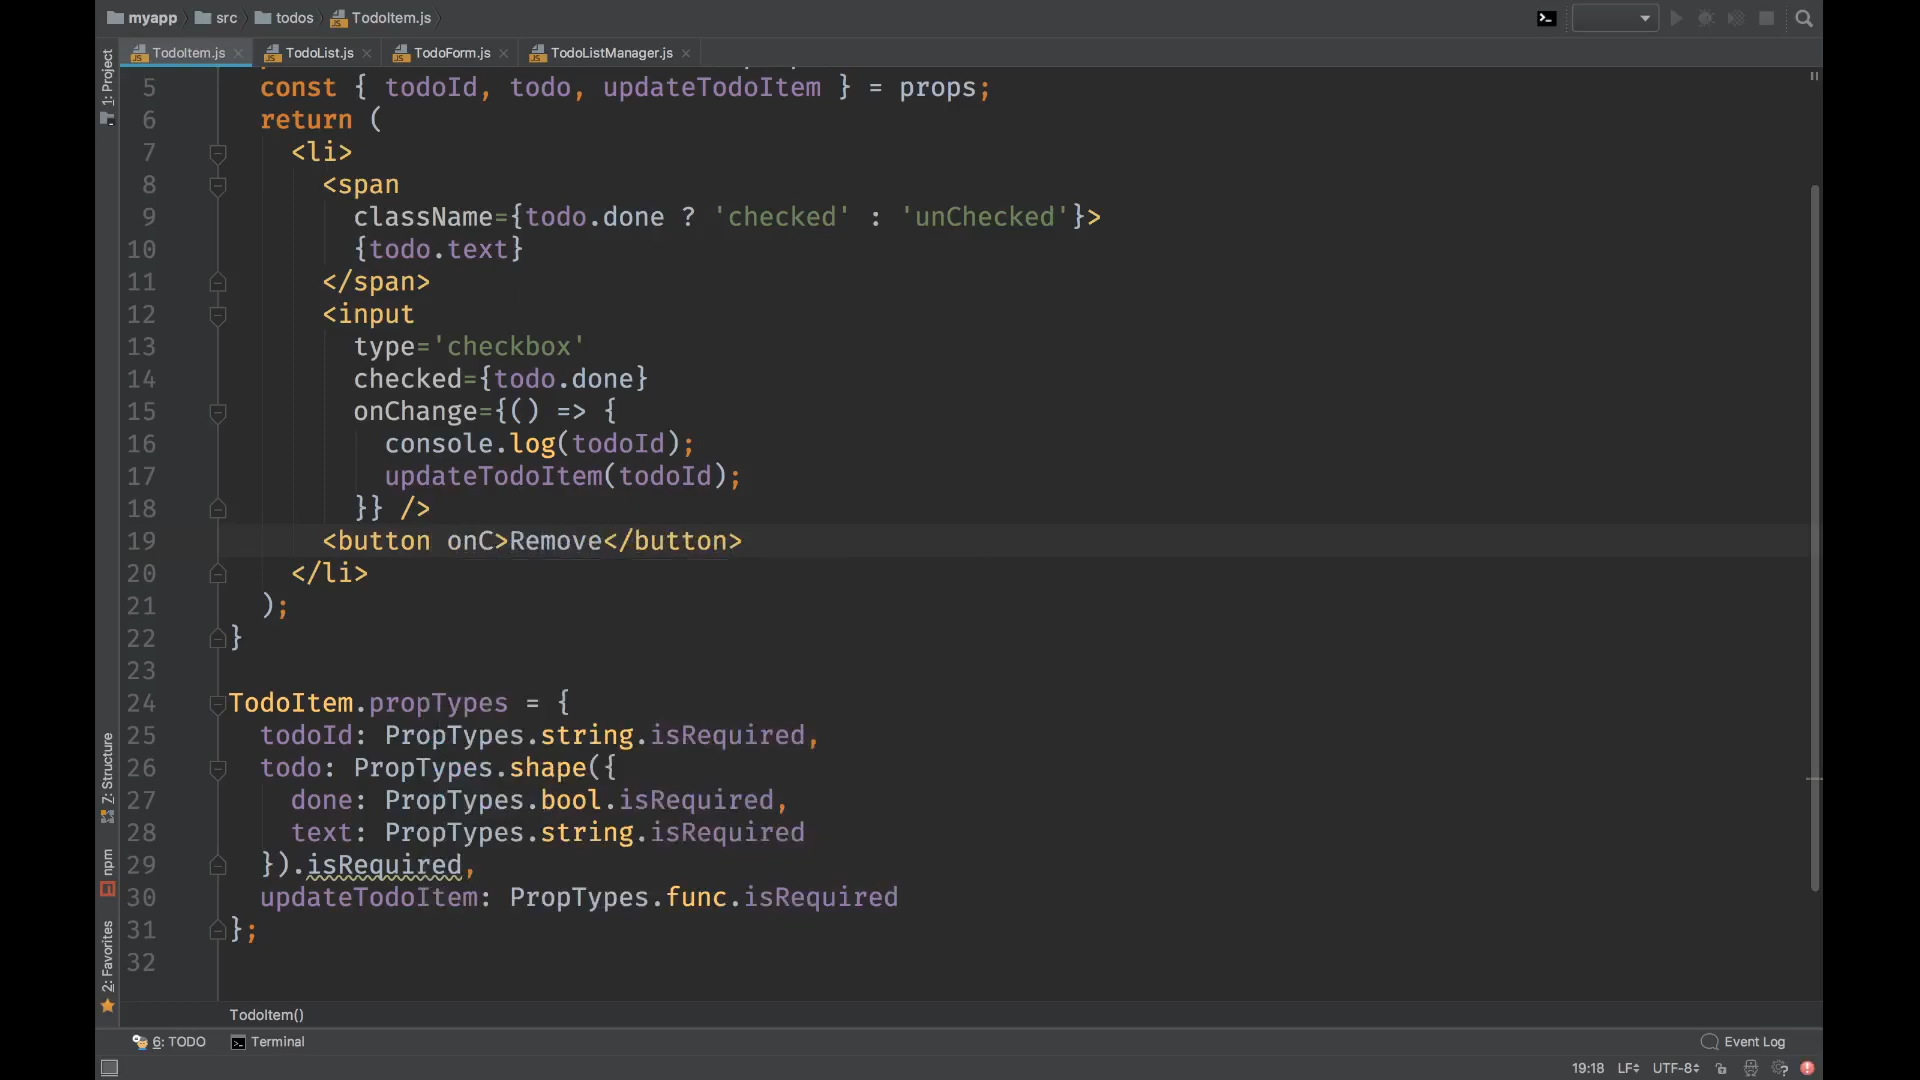 myapp src todos TodoItem.js
TodoItem.js TodoList.js TodoForm.js TodoListManager.js
1: Project
5 const { todoId, todo, updateTodoItem } = props;
6 return (
7 <li>
8 <span
9 className={todo.done ? 'checked' : 'unChecked'}>
10 {todo.text}
11 </span>
12 <input
13 type='checkbox'
14 checked={todo.done}
15 onChange={() => {
16 console.log(todoId);
17 updateTodoItem(todoId);
18 }} />
19 <button onC>Remove</button>
20 </li>
21 );
22 }
23
24 TodoItem.propTypes = {
25 todoId: PropTypes.string.isRequired,
26 todo: PropTypes.shape({
27 done: PropTypes.bool.isRequired,
28 text: PropTypes.string.isRequired
29 }).isRequired,
30 updateTodoItem: PropTypes.func.isRequired
31 };
32
7: Structure
npm
2: Favorites
TodoItem()
6: TODO Terminal Event Log
19:18 LF UTF-8